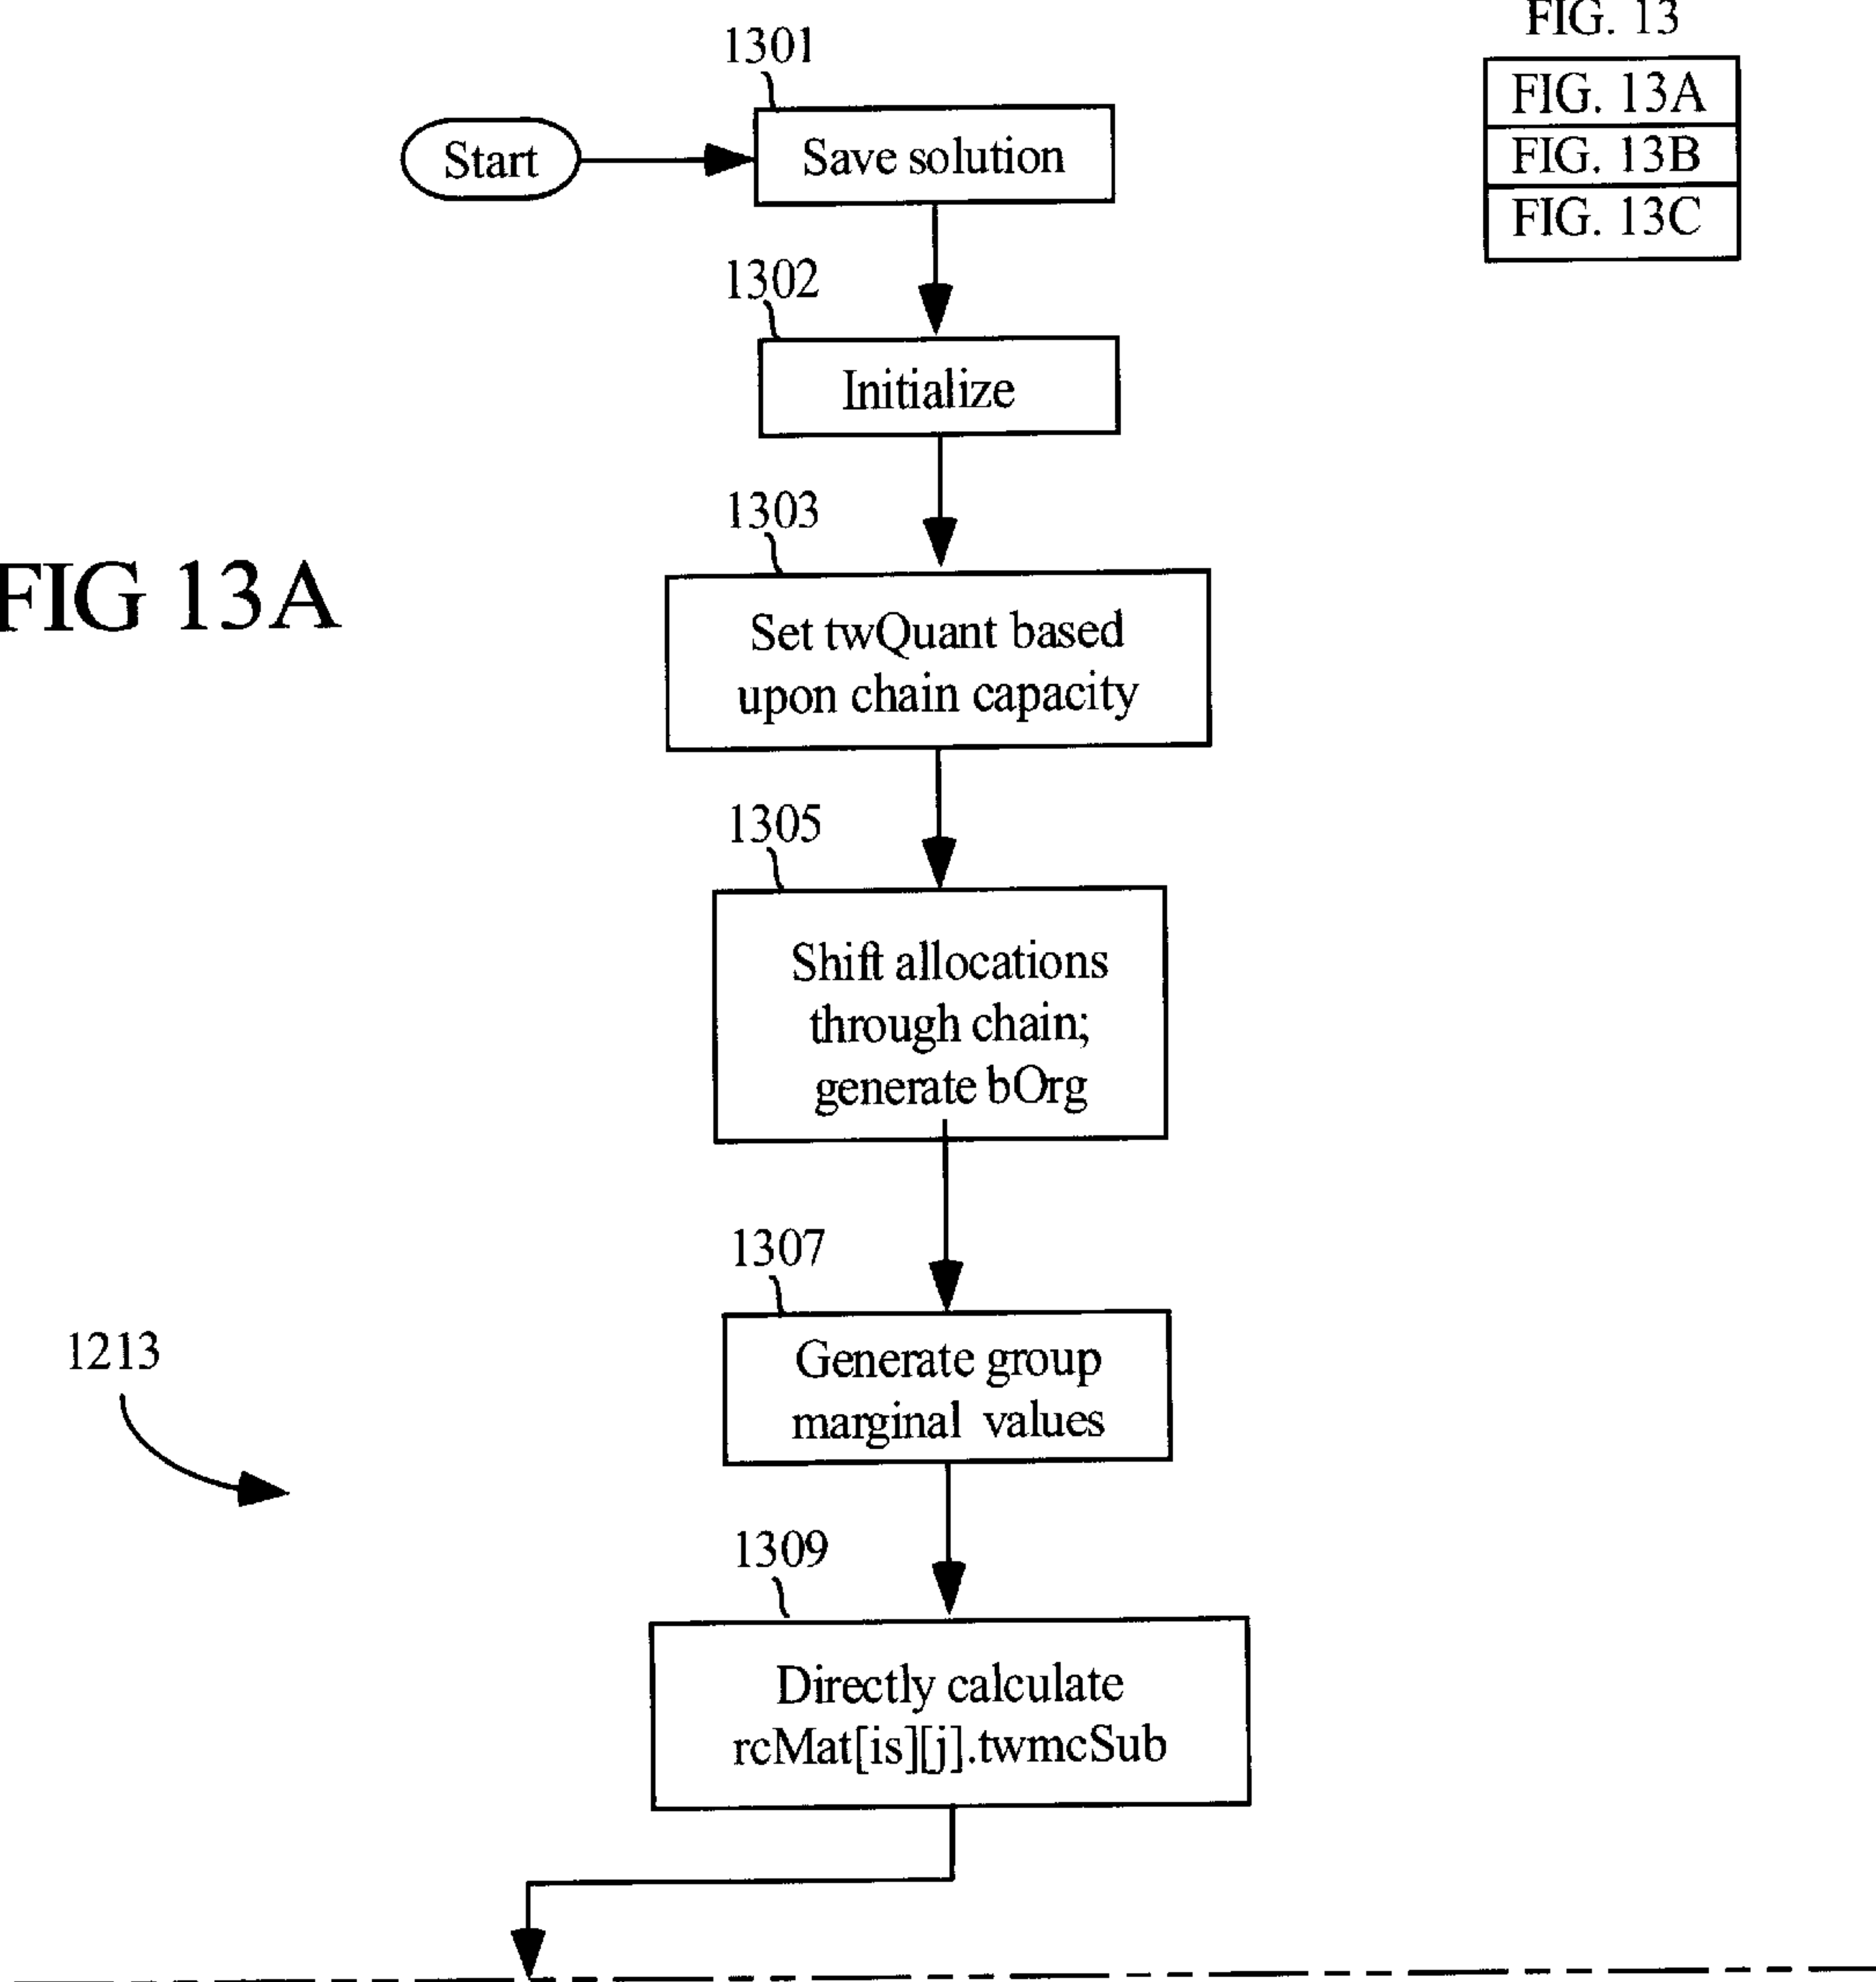 FIG. 13
FIG. 13A
FIG. 13B
FIG. 13C
1301
Start
Save solution
1302
Initialize
1303
FIG 13A
Set twQuant based
upon chain capacity
1305
Shift allocations
through chain;
generate bOrg
1307
1213
Generate group
marginal values
1309
Directly calculate
rcMat[is][j].twmcSub